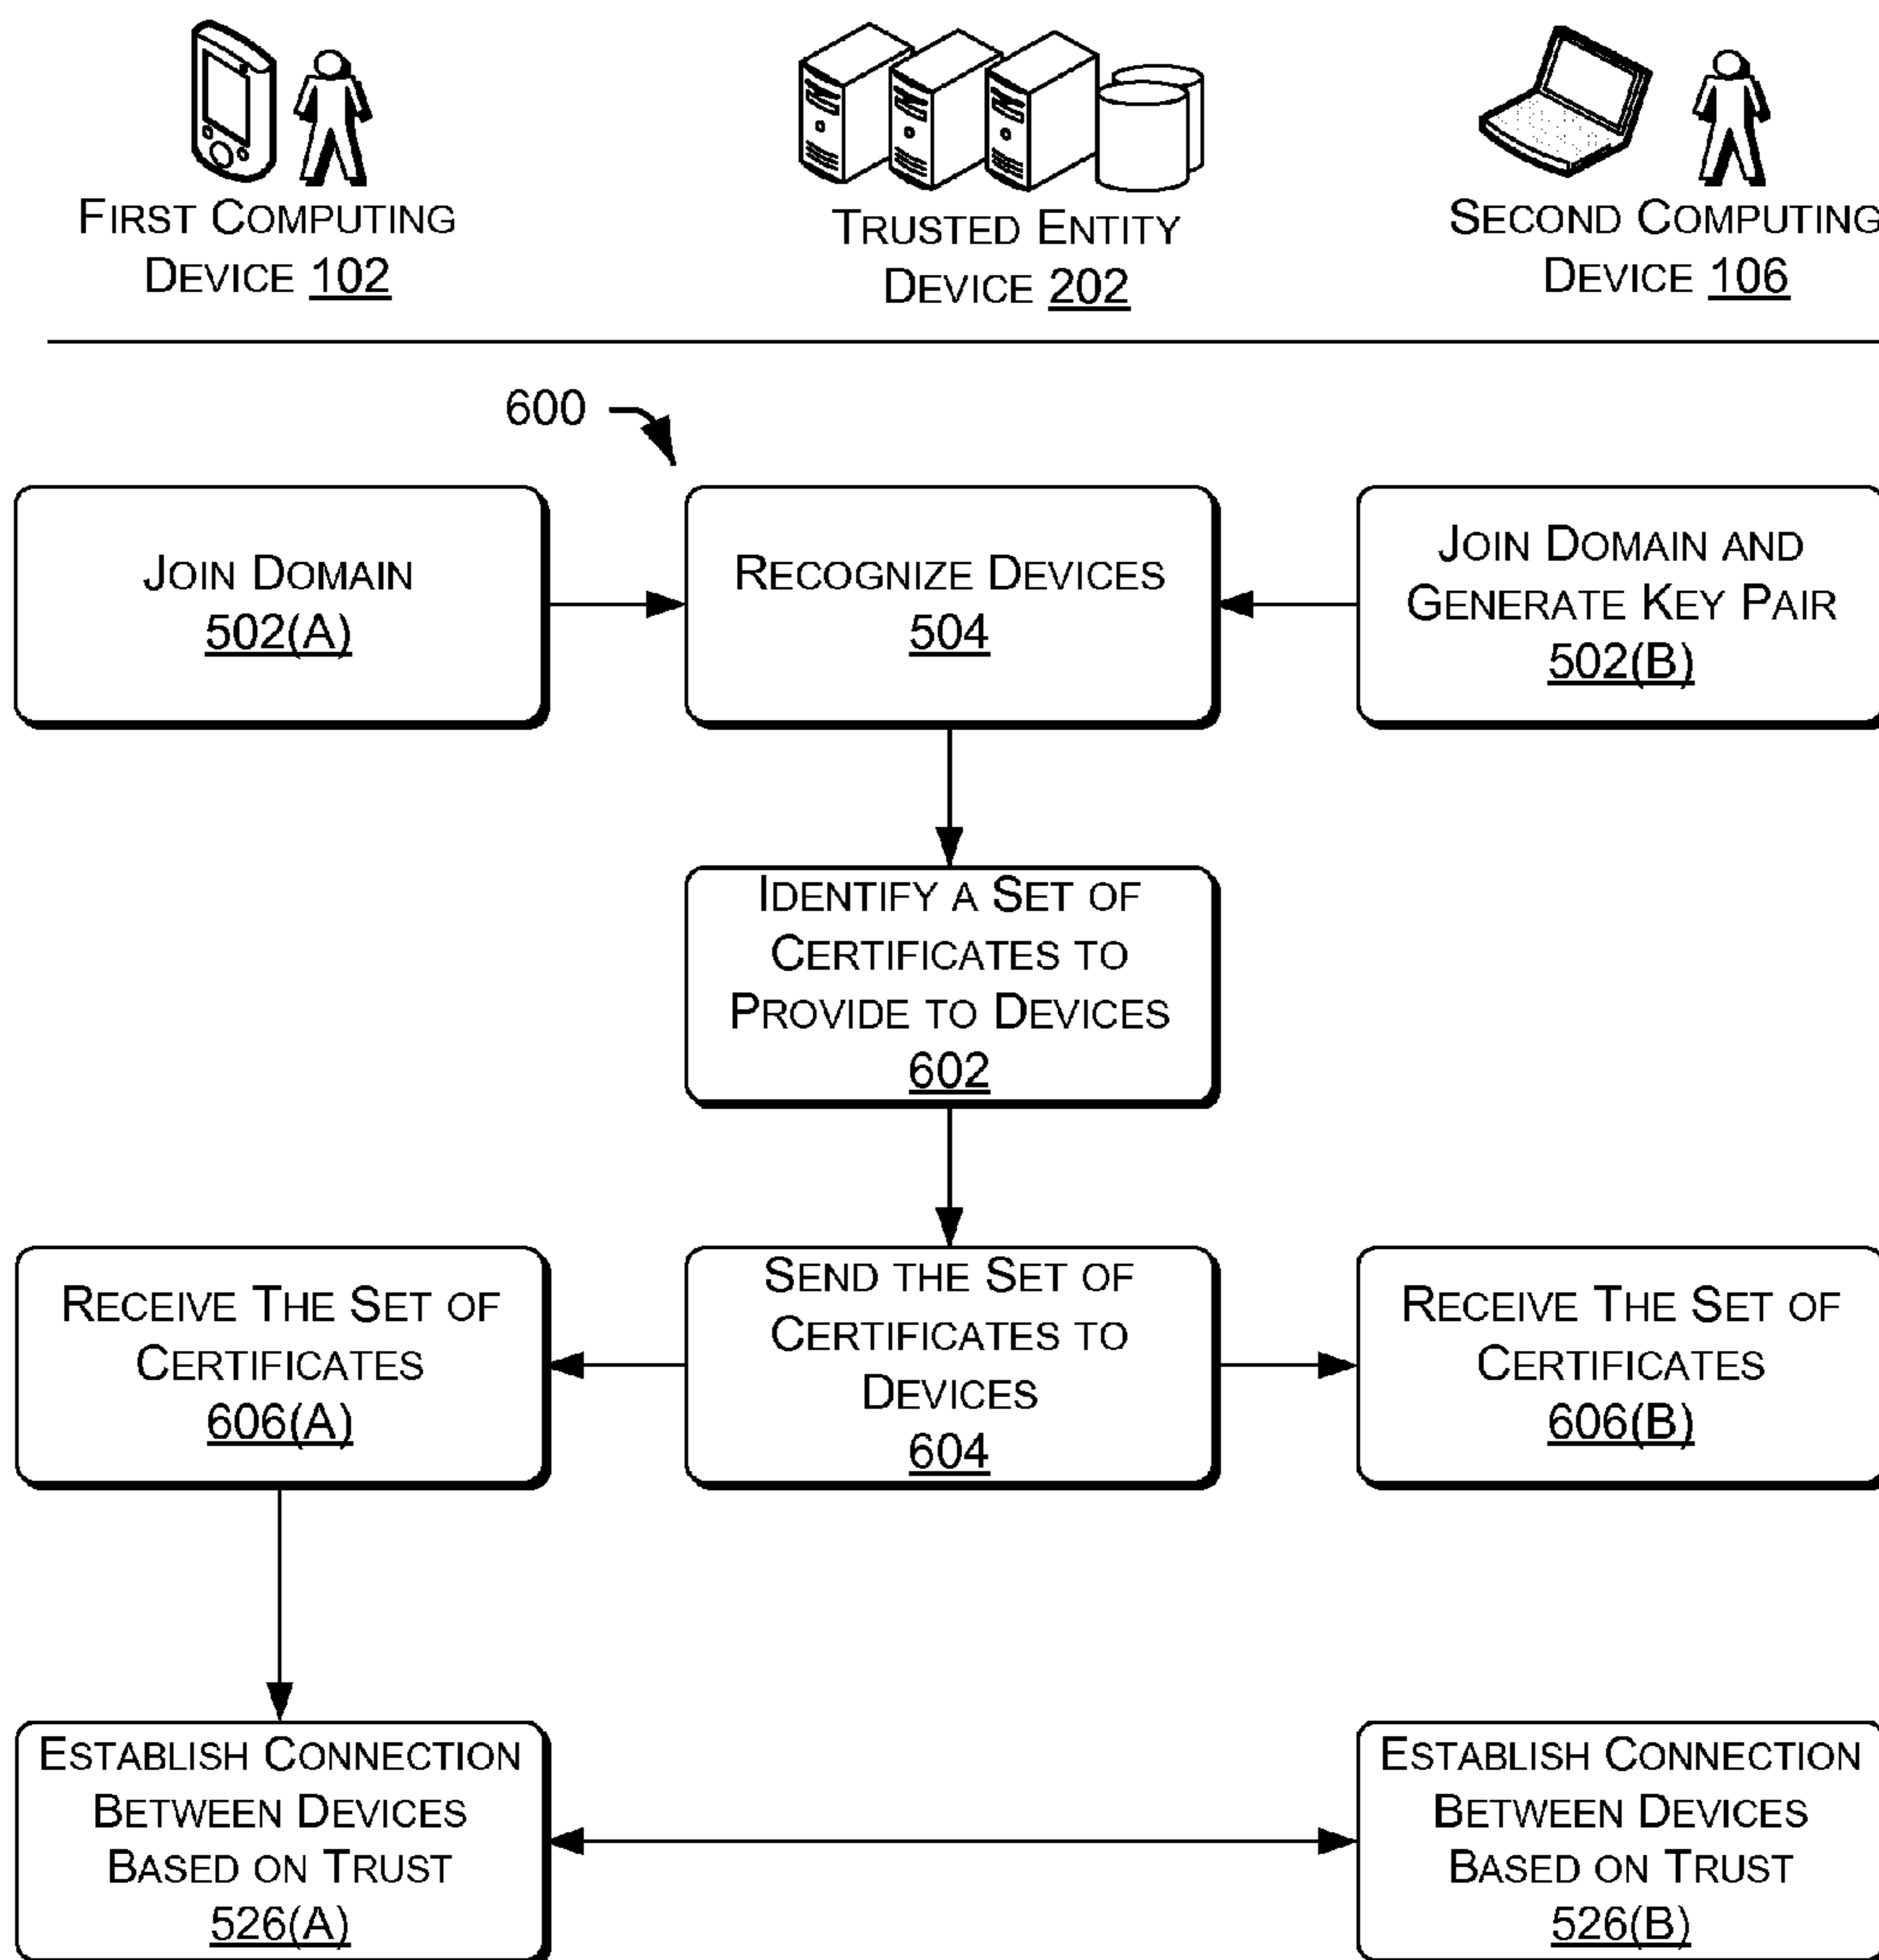 FIRST COMPUTING
DEVICE 102
TRUSTED ENTITY
DEVICE 202
SECOND COMPUTING
DEVICE 106
600
JOIN DOMAIN
502(A)
RECOGNIZE DEVICES
504
JOIN DOMAIN AND
GENERATE KEY PAIR
502(B)
IDENTIFY A SET OF
CERTIFICATES TO
PROVIDE TO DEVICES
602
RECEIVE THE SET OF
CERTIFICATES
606(A)
SEND THE SET OF
CERTIFICATES TO
DEVICES
604
RECEIVE THE SET OF
CERTIFICATES
606(B)
ESTABLISH CONNECTION
BETWEEN DEVICES
BASED ON TRUST
526(A)
ESTABLISH CONNECTION
BETWEEN DEVICES
BASED ON TRUST
526(B)